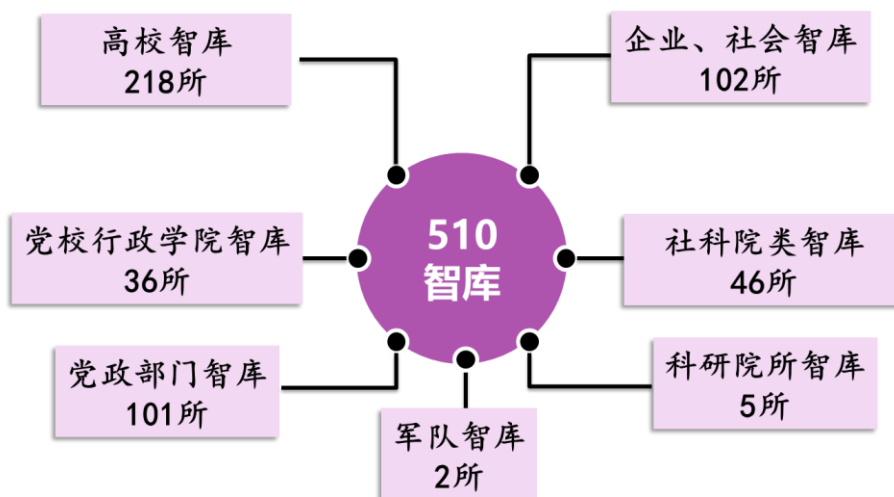 高校智库
218所
企业、社会智库
102所
510
智库
党校行政学院智库
36所
社科院类智库
46所
党政部门智库
101所
科研院所智库
5所
军队智库
2所